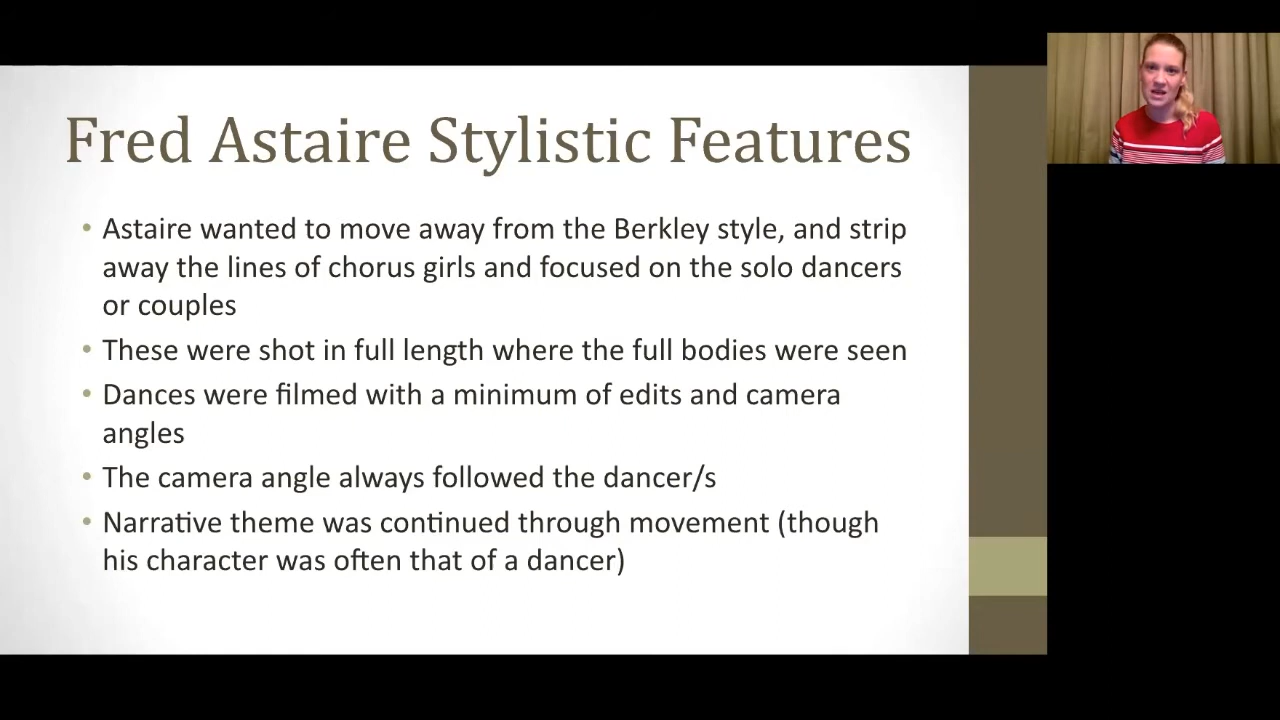 Fred Astaire Stylistic Features
• Astaire wanted to move away from the Berkley style, and strip
away the lines of chorus girls and focused on the solo dancers
or couples
• These were shot in full length where the full bodies were seen
• Dances were filmed with a minimum of edits and camera
angles
• The camera angle always followed the dancer/s
• Narrative theme was continued through movement (though
his character was often that of a dancer)